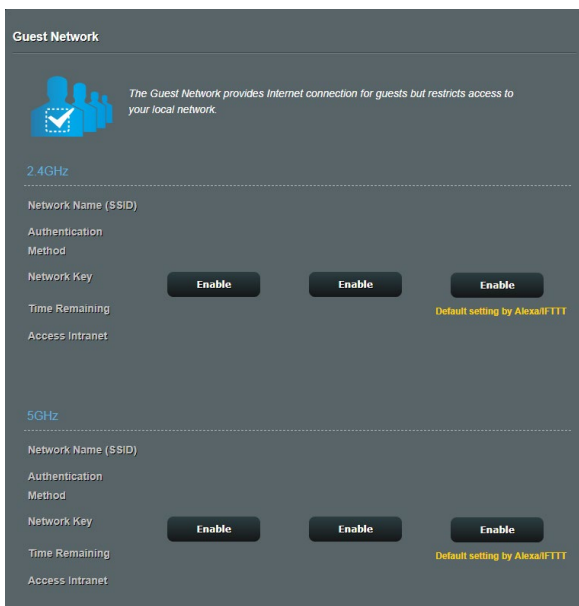 Guest Network
The Guest Network provides Internet connection for guests but restricts access to
your local network.
2.4GHz
Network Name (SSID)
Authentication
Method
Network Key
Enable Enable Enable
Time Remaining
Default setting by Alexa/IFTTT
Access Intranet
5GHz
Network Name (SSID)
Authentication
Method
Network Key
Enable Enable Enable
Time Remaining
Default setting by Alexa/IFTTT
Access Intranet